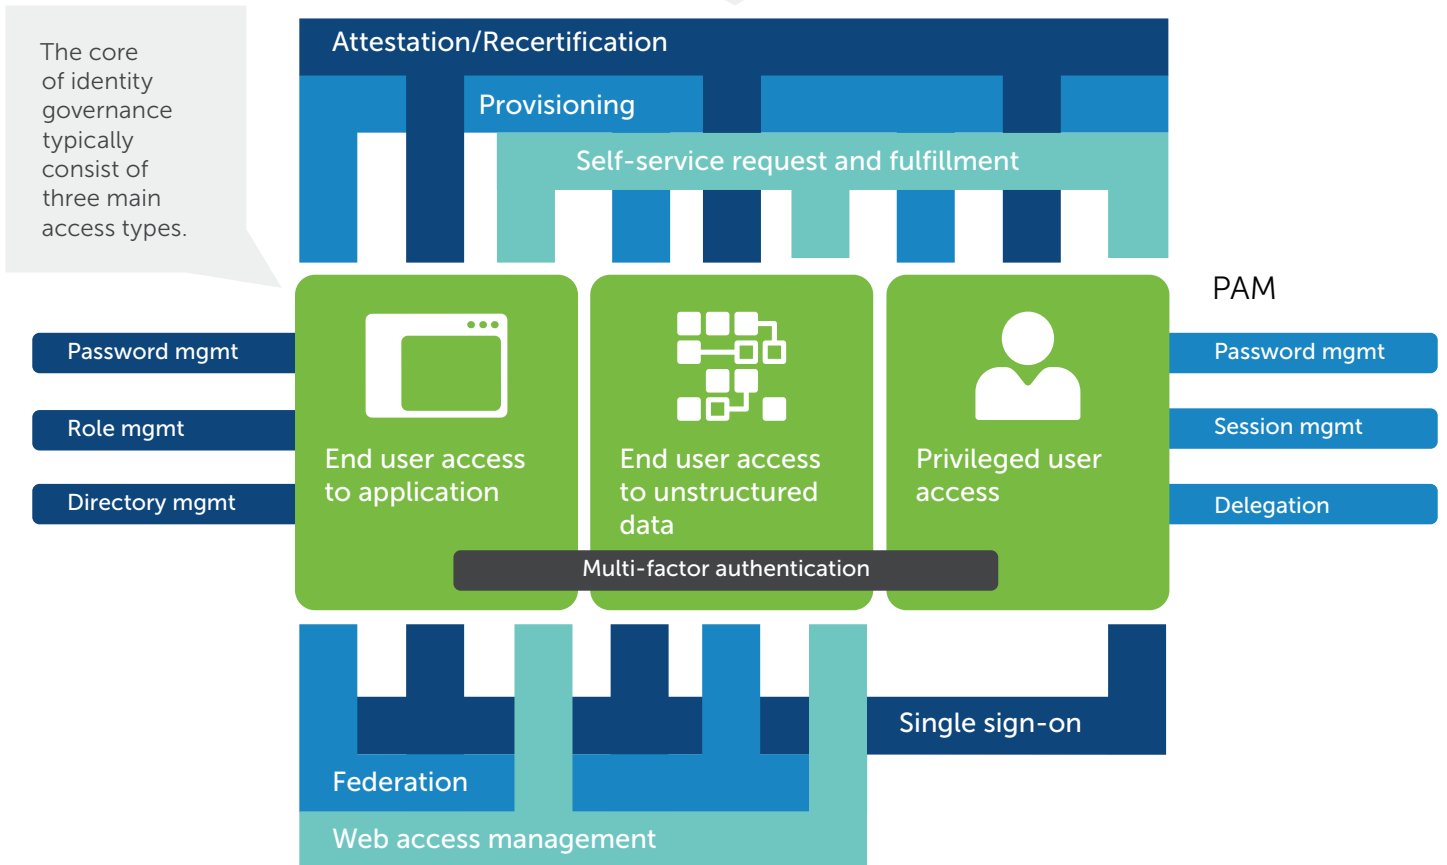 The core
of identity
governance
typically
consist of
three main
access types.
Attestation/Recertification
Provisioning
Self-service request and fulfillment
PAM
Password mgmt
Role mgmt
Directory mgmt
End user access
to application
End user access
to unstructured
data
Privileged user
access
Password mgmt
Session mgmt
Delegation
Multi-factor authentication
Single sign-on
Federation
Web access management